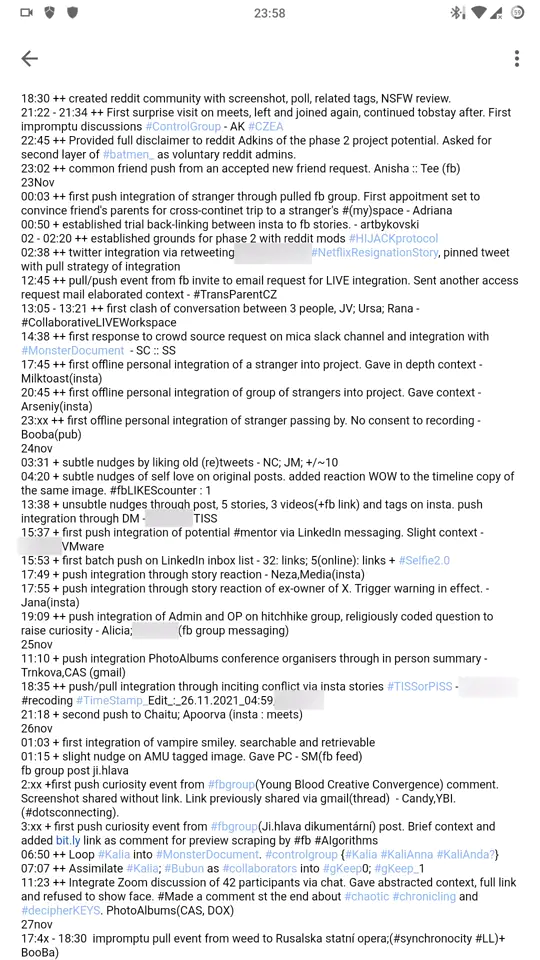 23:58
59
18:30 ++ created reddit community with screenshot, poll, related tags, NSFW review.
21:22 - 21:34 ++ First surprise visit on meets, left and joined again, continued tobstay after. First
impromptu discussions #ControlGroup - AK #CZEA
22:45 ++ Provided full disclaimer to reddit Adkins of the phase 2 project potential. Asked for
second layer of #batmen_ as voluntary reddit admins.
23:02 ++ common friend push from an accepted new friend request. Anisha :: Tee (fb)
23Nov
00:03 ++ first push integration of stranger through pulled fb group. First appoitment set to
convince friend's parents for cross-continet trip to a stranger's #(my)space - Adriana
00:50 + established trial back-linking between insta to fb stories. - artbykovski
02 - 02:20 ++ established grounds for phase 2 with reddit mods #HIJACKprotocol
02:38 ++ twitter integration via retweeting #NetflixResignationStory, pinned tweet
with pull strategy of integration
12:45 ++ pull/push event from fb invite to email request for LIVE integration. Sent another access
request mail elaborated context - #TransParentCZ
13:05 - 13:21 ++ first clash of conversation between 3 people, JV; Ursa; Rana -
#CollaborativeLIVEWorkspace
14:38 ++ first response to crowd source request on mica slack channel and integration with
#MonsterDocument - SC :: SS
17:45 ++ first offline personal integration of a stranger into project. Gave in depth context -
Milktoast(insta)
20:45 ++ first offline personal integration of group of strangers into project. Gave context -
Arseniy(insta)
23:xx ++ first offline personal integration of stranger passing by. No consent to recording -
Booba(pub)
24nov
03:31 + subtle nudges by liking old (re)tweets - NC; JM; +/~10
04:20 + subtle nudges of self love on original posts. added reaction WOW to the timeline copy of
the same image. #fbLIKEScounter : 1
13:38 + unsubtle nudges through post, 5 stories, 3 videos(+fb link) and tags on insta. push
integration through DM - TISS
15:37 ++ first push integration of potential #mentor via LinkedIn messaging. Slight context -
VMware
15:53 + first batch push on LinkedIn inbox list - 32: links; 5(online): links + #Selfie2.0
17:49 + push integration through story reaction - Neza,Media(insta)
17:55 + push integration through story reaction of ex-owner of X. Trigger warning in effect. -
Jana(insta)
19:09 ++ push integration of Admin and OP on hitchhike group, religiously coded question to
raise curiosity - Alicia; (fb group messaging)
25nov
11:10 + push integration PhotoAlbums conference organisers through in person summary -
Trnkova,CAS (gmail)
18:35 ++ push/pull integration through inciting conflict via insta stories #TISSorPISS -
#recoding #TimeStamp_Edit_:_26.11.2021_04:59
21:18 + second push to Chaitu; Apoorva (insta : meets)
26nov
01:03 + first integration of vampire smiley. searchable and retrievable
01:15 + slight nudge on AMU tagged image. Gave PC - SM(fb feed)
fb group post ji.hlava
2:xx +first push curiosity event from #fbgroup(Young Blood Creative Convergence) comment.
Screenshot shared without link. Link previously shared via gmail(thread) - Candy,YBI.
(#dotsconnecting).
3:xx + first push curiosity event from #fbgroup(Ji.hlava dikumentární) post. Brief context and
added bit.ly link as comment for preview scraping by #fb #Algorithms
06:50 ++ Loop #Kalia into #MonsterDocument. #controlgroup {#Kalia #KaliAnna #KaliAnda?}
07:07 ++ Assimilate #Kalia; #Bubun as #collaborators into #gKeep0; #gKeep_1
11:23 ++ Integrate Zoom discussion of 42 participants via chat. Gave abstracted context, full link
and refused to show face. #Made a comment st the end about #chaotic #chronicling and
#decipherKEYS. PhotoAlbums(CAS, DOX)
27nov
17:4x - 18:30 impromptu pull event from weed to Rusalska statní opera;(#synchronocity #LL)+
BooBa)